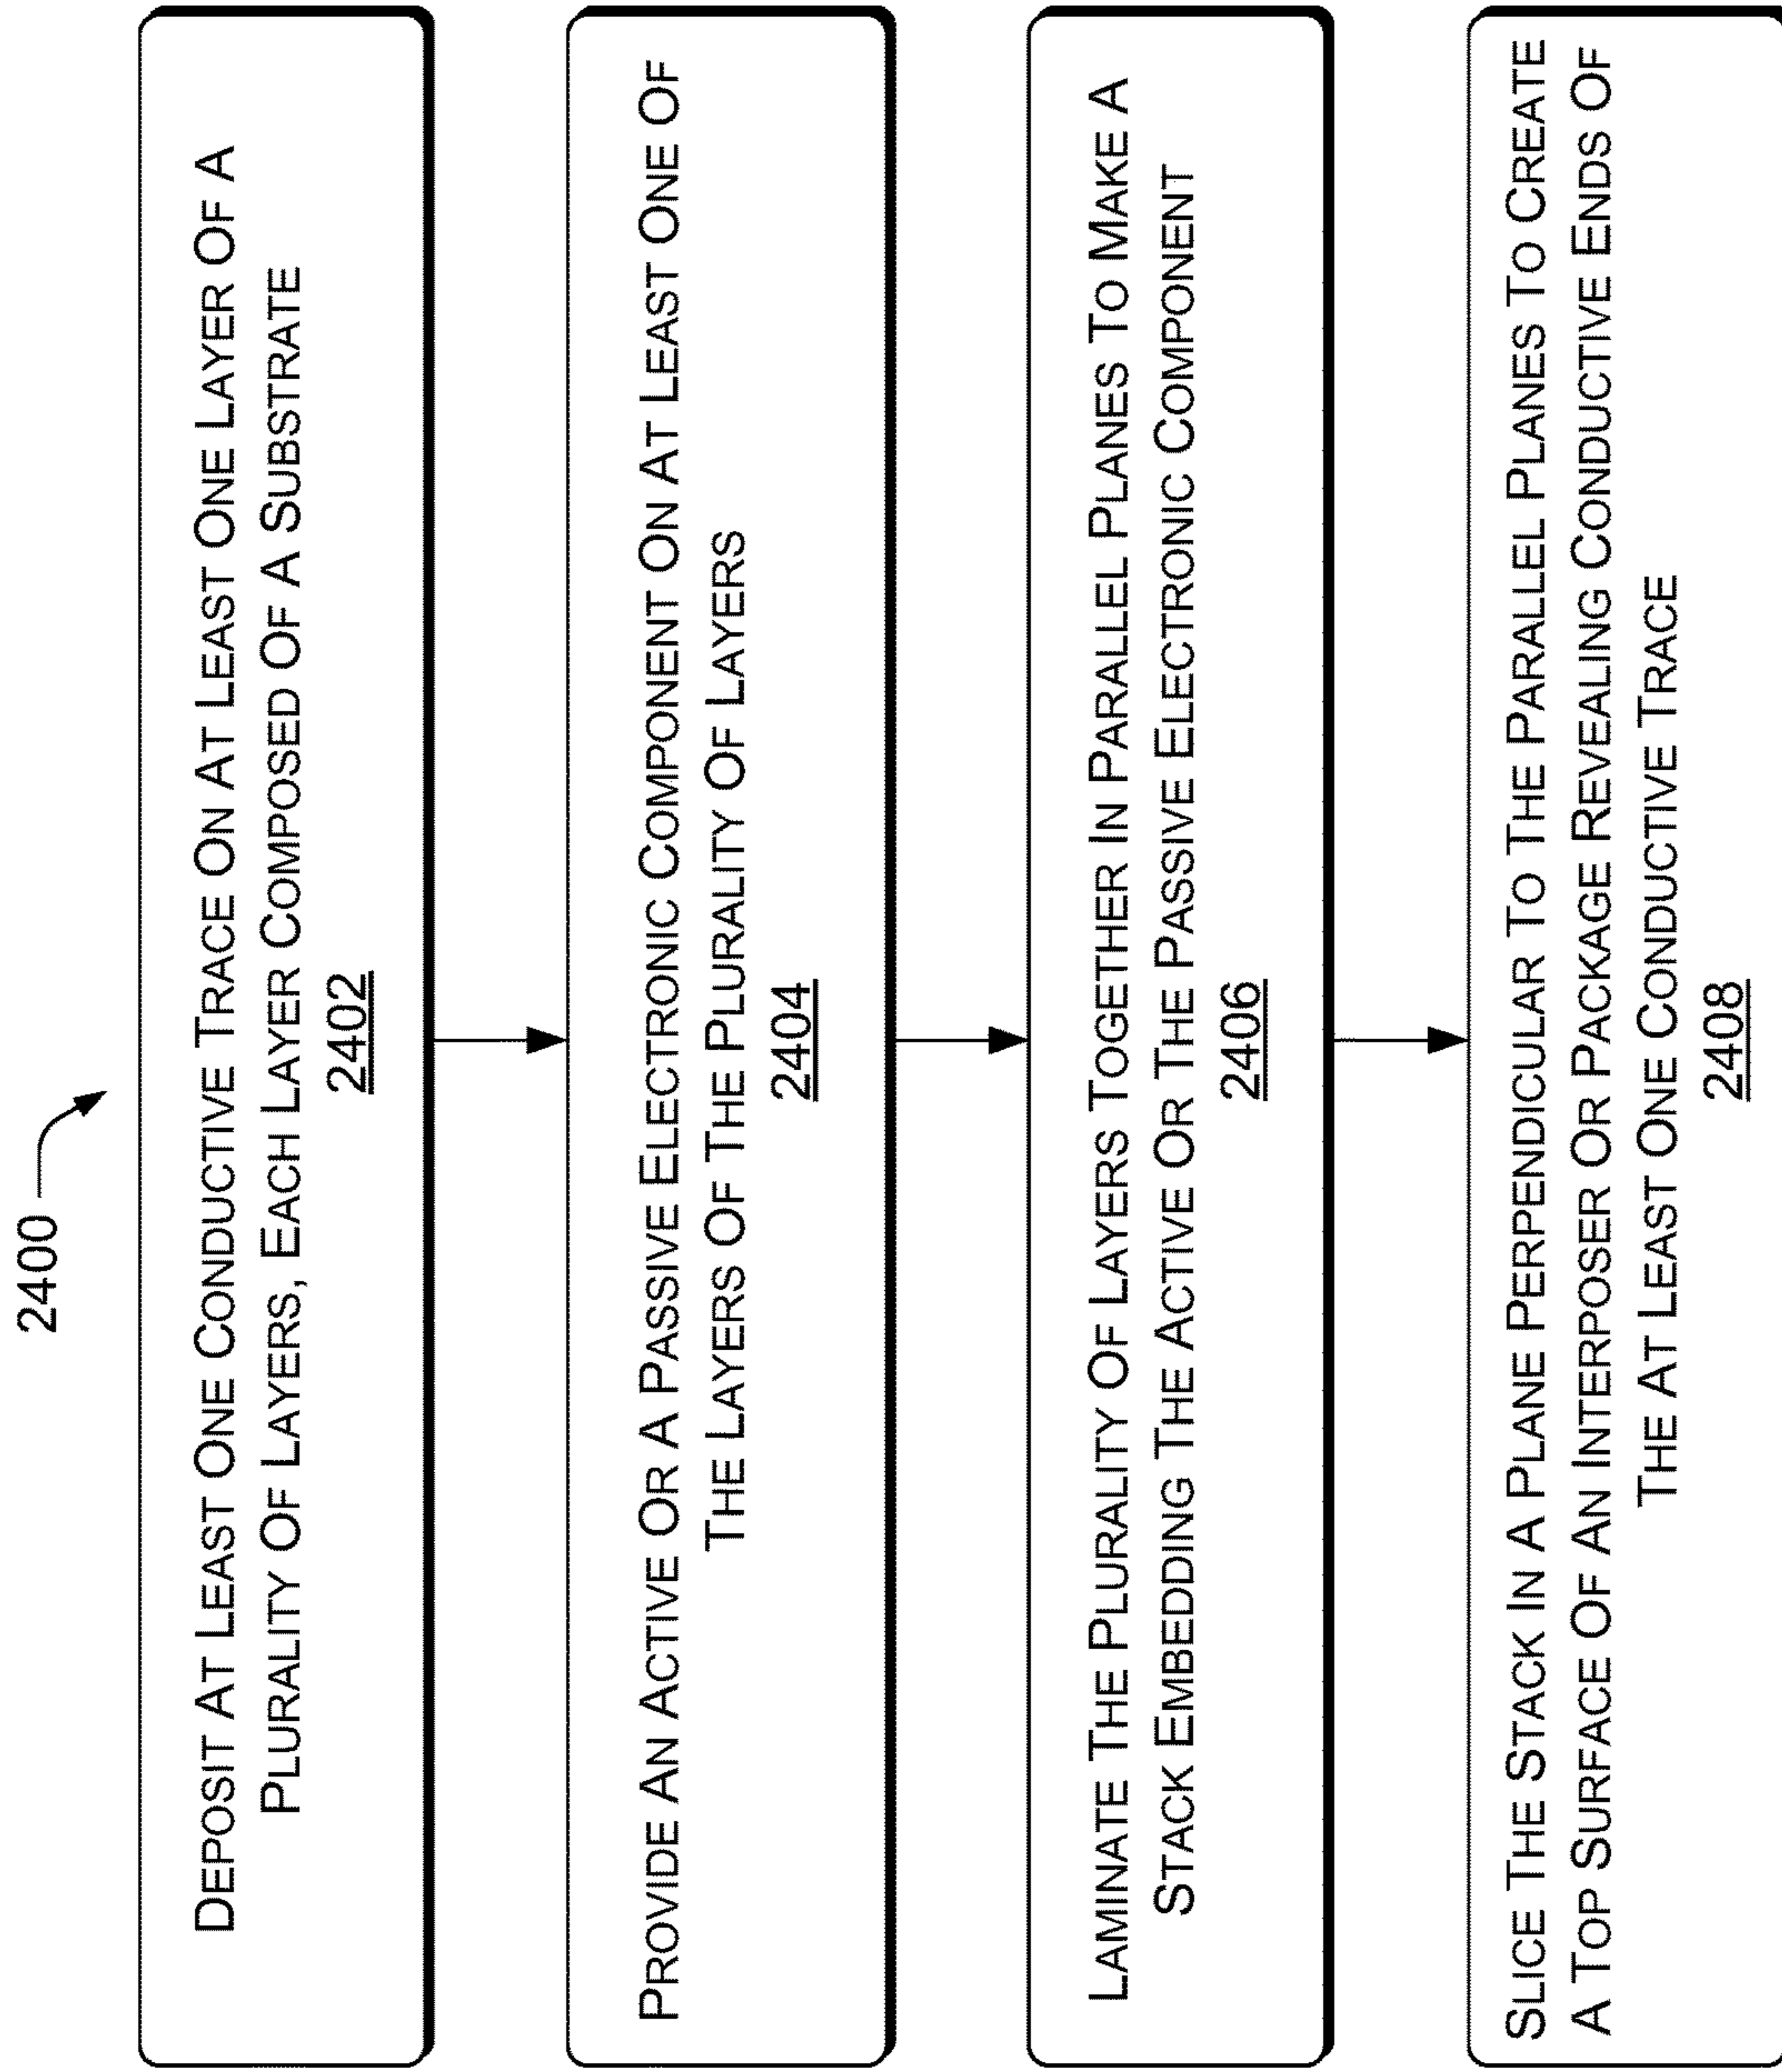 2400
DEPOSIT AT LEAST ONE CONDUCTIVE TRACE ON AT LEAST ONE LAYER OF A
PLURALITY OF LAYERS, EACH LAYER COMPOSED OF A SUBSTRATE
2402
PROVIDE AN ACTIVE OR A PASSIVE ELECTRONIC COMPONENT ON AT LEAST ONE OF
THE LAYERS OF THE PLURALITY OF LAYERS
2404
LAMINATE THE PLURALITY OF LAYERS TOGETHER IN PARALLEL PLANES TO MAKE A
STACK EMBEDDING THE ACTIVE OR THE PASSIVE ELECTRONIC COMPONENT
2406
SLICE THE STACK IN A PLANE PERPENDICULAR TO THE PARALLEL PLANES TO CREATE
A TOP SURFACE OF AN INTERPOSER OR PACKAGE REVEALING CONDUCTIVE ENDS OF
THE AT LEAST ONE CONDUCTIVE TRACE
2408